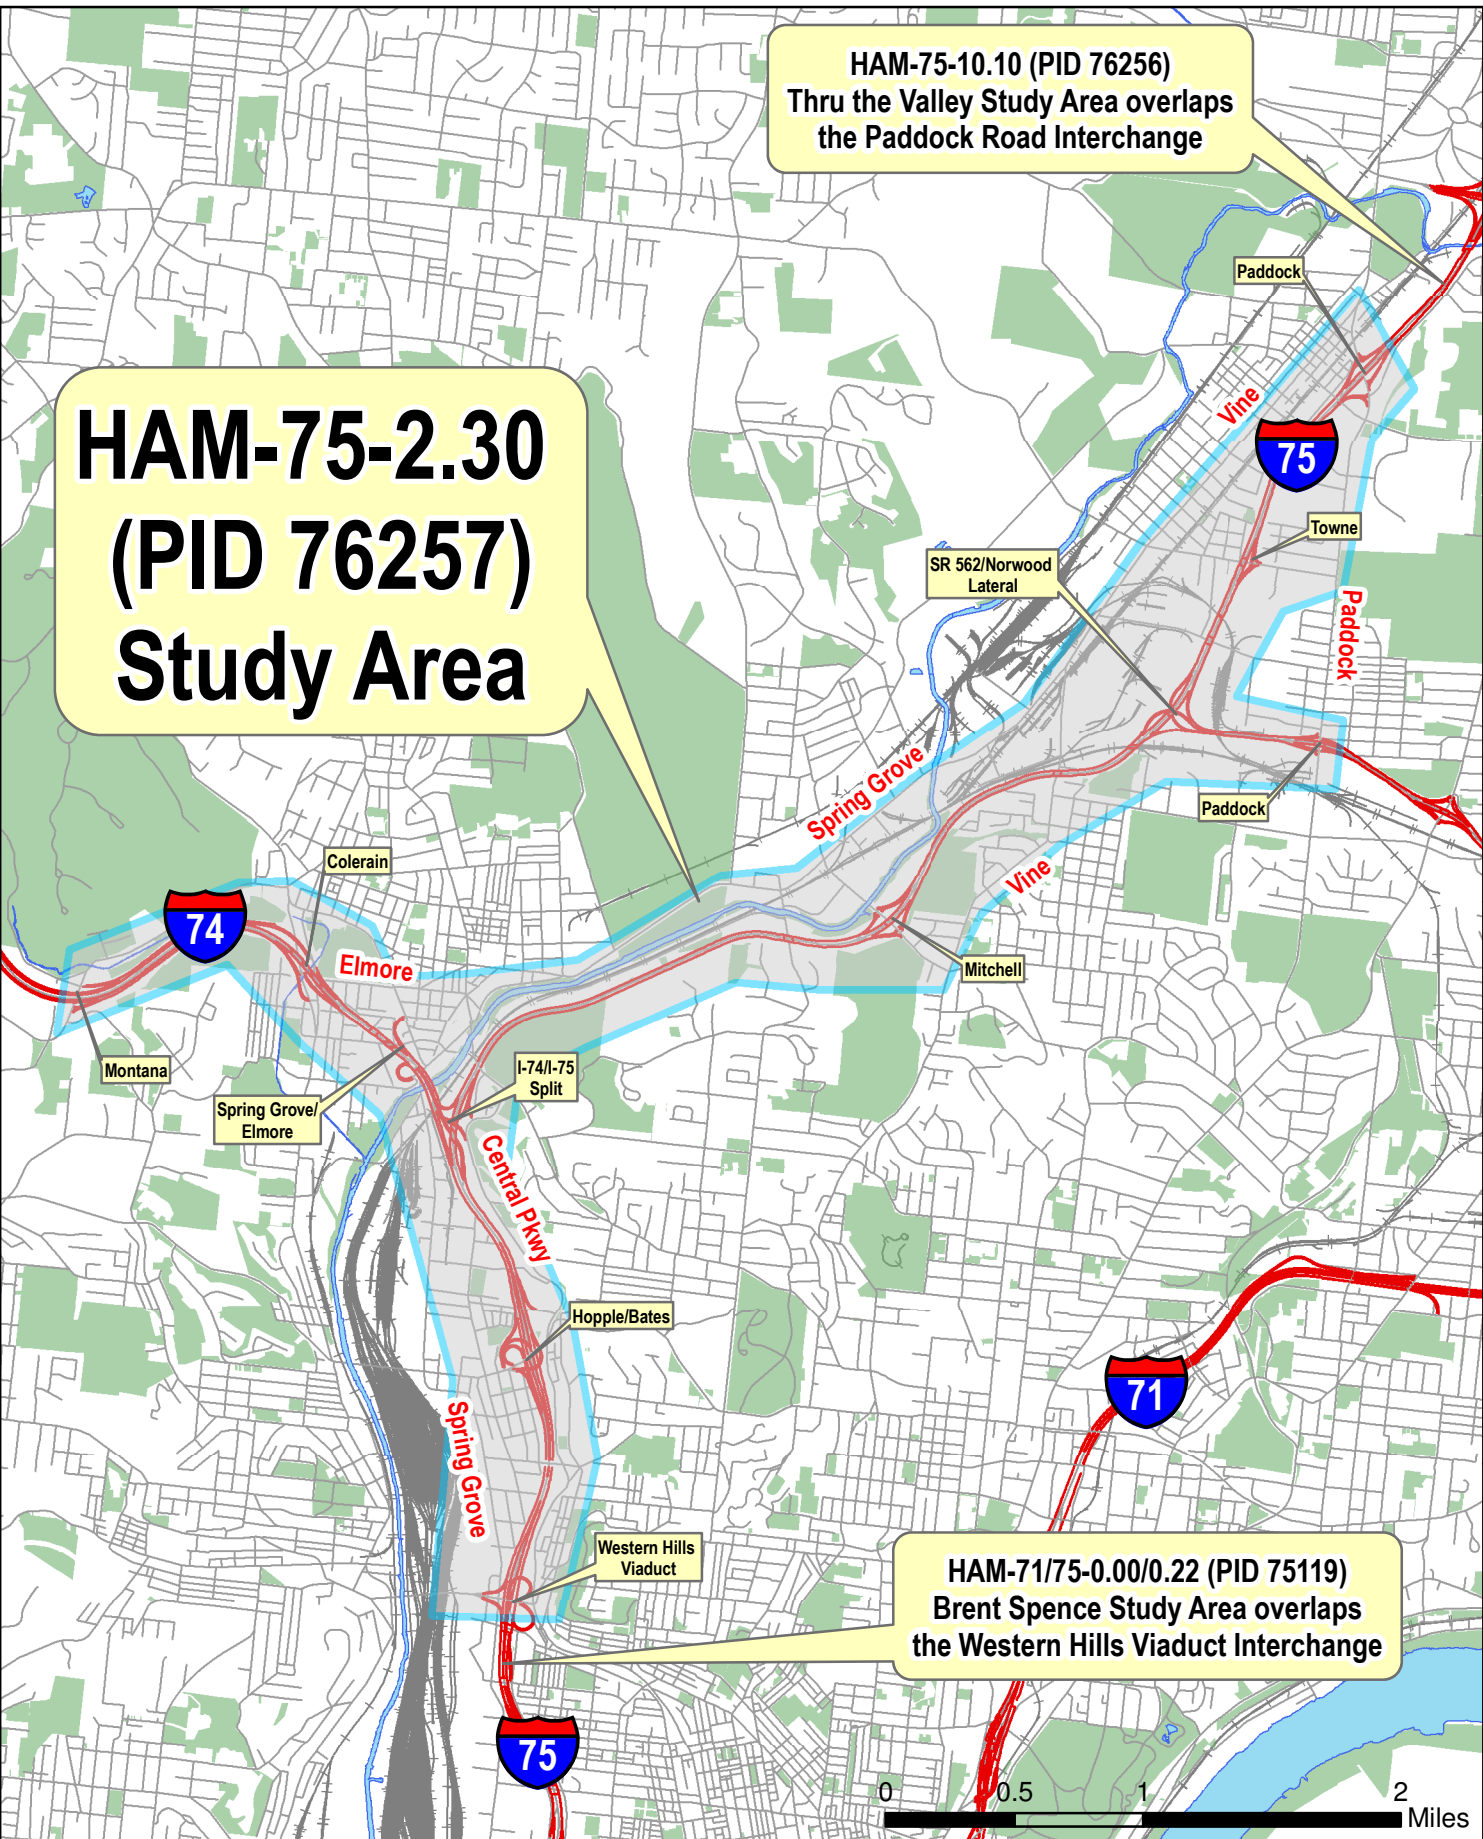 HAM-75-10.10 (PID 76256)
Thru the Valley Study Area overlaps
the Paddock Road Interchange
Paddock
HAM-75-2.30
(PID 76257)
Study Area
Vine
75
Towne
SR 562/Norwood
Lateral
Paddock
Spring Grove
Paddock
Colerain
Vine
74
Elmore
Mitchell
Montana
I-74/I-75
Split
Spring Grove/
Elmore
Central Pkwy
Hopple/Bates
71
Spring Grove
Western Hills
Viaduct
HAM-71/75-0.00/0.22 (PID 75119)
Brent Spence Study Area overlaps
the Western Hills Viaduct Interchange
75
0 0.5 1 2
Miles